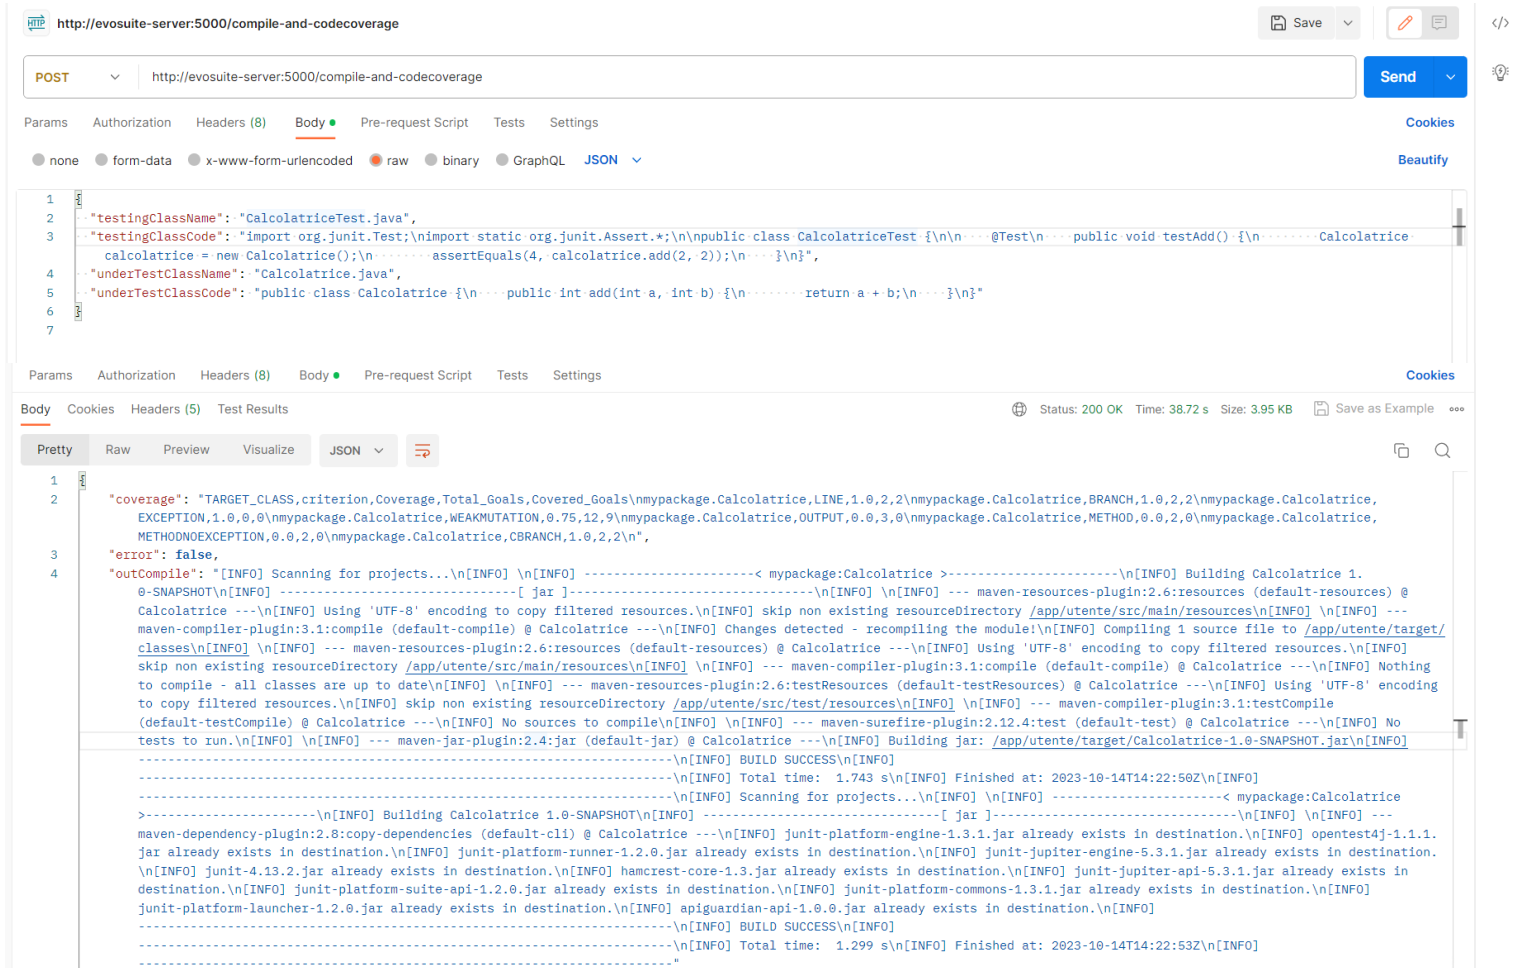 HTTP http://evosuite-server:5000/compile-and-codecoverage Save
POST http://evosuite-server:5000/compile-and-codecoverage Send
Params Authorization Headers (8) Body Pre-request Script Tests Settings Cookies
none form-data x-www-form-urlencoded raw binary GraphQL JSON Beautify
1 {
2 "testingClassName": "CalcolatriceTest.java",
3 "testingClassCode": "import org.junit.Test;\nimport static org.junit.Assert.*;\n\npublic class CalcolatriceTest {\n\n    @Test\n    public void testAdd() {\n        Calcolatrice
calcolatrice = new Calcolatrice();\n        assertEquals(4, calcolatrice.add(2, 2));\n    }\n}",
4 "underTestClassName": "Calcolatrice.java",
5 "underTestClassCode": "public class Calcolatrice {\n    public int add(int a, int b) {\n        return a + b;\n    }\n}"
6 }
7
Params Authorization Headers (8) Body Pre-request Script Tests Settings Cookies
Body Cookies Headers (5) Test Results Status: 200 OK Time: 38.72 s Size: 3.95 KB Save as Example
Pretty Raw Preview Visualize JSON
1 {
2 "coverage": "TARGET_CLASS,criterion,Coverage,Total_Goals,Covered_Goals\nmypackage.Calcolatrice,LINE,1.0,2,2\nmypackage.Calcolatrice,BRANCH,1.0,2,2\nmypackage.Calcolatrice,
EXCEPTION,1.0,0,0\nmypackage.Calcolatrice,WEAKMUTATION,0.75,12,9\nmypackage.Calcolatrice,OUTPUT,0.0,3,0\nmypackage.Calcolatrice,METHOD,0.0,2,0\nmypackage.Calcolatrice,
METHODNOEXCEPTION,0.0,2,0\nmypackage.Calcolatrice,CBRANCH,1.0,2,2\n",
3 "error": false,
4 "outCompile": "[INFO] Scanning for projects...\n[INFO] \n[INFO] ----------------------< mypackage:Calcolatrice >----------------------\n[INFO] Building Calcolatrice 1.
0-SNAPSHOT\n[INFO] -------------------------------[ jar ]--------------------------------\n[INFO] \n[INFO] --- maven-resources-plugin:2.6:resources (default-resources) @
Calcolatrice ---\n[INFO] Using 'UTF-8' encoding to copy filtered resources.\n[INFO] skip non existing resourceDirectory /app/utente/src/main/resources\n[INFO] \n[INFO] ---
maven-compiler-plugin:3.1:compile (default-compile) @ Calcolatrice ---\n[INFO] Changes detected - recompiling the module!\n[INFO] Compiling 1 source file to /app/utente/target/
classes\n[INFO] \n[INFO] --- maven-resources-plugin:2.6:resources (default-resources) @ Calcolatrice ---\n[INFO] Using 'UTF-8' encoding to copy filtered resources.\n[INFO]
skip non existing resourceDirectory /app/utente/src/main/resources\n[INFO] \n[INFO] --- maven-compiler-plugin:3.1:compile (default-compile) @ Calcolatrice ---\n[INFO] Nothing
to compile - all classes are up to date\n[INFO] \n[INFO] --- maven-resources-plugin:2.6:testResources (default-testResources) @ Calcolatrice ---\n[INFO] Using 'UTF-8' encoding
to copy filtered resources.\n[INFO] skip non existing resourceDirectory /app/utente/src/test/resources\n[INFO] \n[INFO] --- maven-compiler-plugin:3.1:testCompile
(default-testCompile) @ Calcolatrice ---\n[INFO] No sources to compile\n[INFO] \n[INFO] --- maven-surefire-plugin:2.12.4:test (default-test) @ Calcolatrice ---\n[INFO] No
tests to run.\n[INFO] \n[INFO] --- maven-jar-plugin:2.4:jar (default-jar) @ Calcolatrice ---\n[INFO] Building jar: /app/utente/target/Calcolatrice-1.0-SNAPSHOT.jar\n[INFO]
------------------------------------------------------------------------\n[INFO] BUILD SUCCESS\n[INFO]
------------------------------------------------------------------------\n[INFO] Total time:  1.743 s\n[INFO] Finished at: 2023-10-14T14:22:50Z\n[INFO]
------------------------------------------------------------------------\n[INFO] Scanning for projects...\n[INFO] \n[INFO] ----------------------< mypackage:Calcolatrice
>----------------------\n[INFO] Building Calcolatrice 1.0-SNAPSHOT\n[INFO] --------------------------------[ jar ]---------------------------------\n[INFO] \n[INFO] ---
maven-dependency-plugin:2.8:copy-dependencies (default-cli) @ Calcolatrice ---\n[INFO] junit-platform-engine-1.3.1.jar already exists in destination.\n[INFO] opentest4j-1.1.1.
jar already exists in destination.\n[INFO] junit-platform-runner-1.2.0.jar already exists in destination.\n[INFO] junit-jupiter-engine-5.3.1.jar already exists in destination.
\n[INFO] junit-4.13.2.jar already exists in destination.\n[INFO] hamcrest-core-1.3.jar already exists in destination.\n[INFO] junit-jupiter-api-5.3.1.jar already exists in
destination.\n[INFO] junit-platform-suite-api-1.2.0.jar already exists in destination.\n[INFO] junit-platform-commons-1.3.1.jar already exists in destination.\n[INFO]
junit-platform-launcher-1.2.0.jar already exists in destination.\n[INFO] apiguardian-api-1.0.0.jar already exists in destination.\n[INFO]
------------------------------------------------------------------------\n[INFO] BUILD SUCCESS\n[INFO]
------------------------------------------------------------------------\n[INFO] Total time:  1.299 s\n[INFO] Finished at: 2023-10-14T14:22:53Z\n[INFO]
------------------------------------------------------------------------"